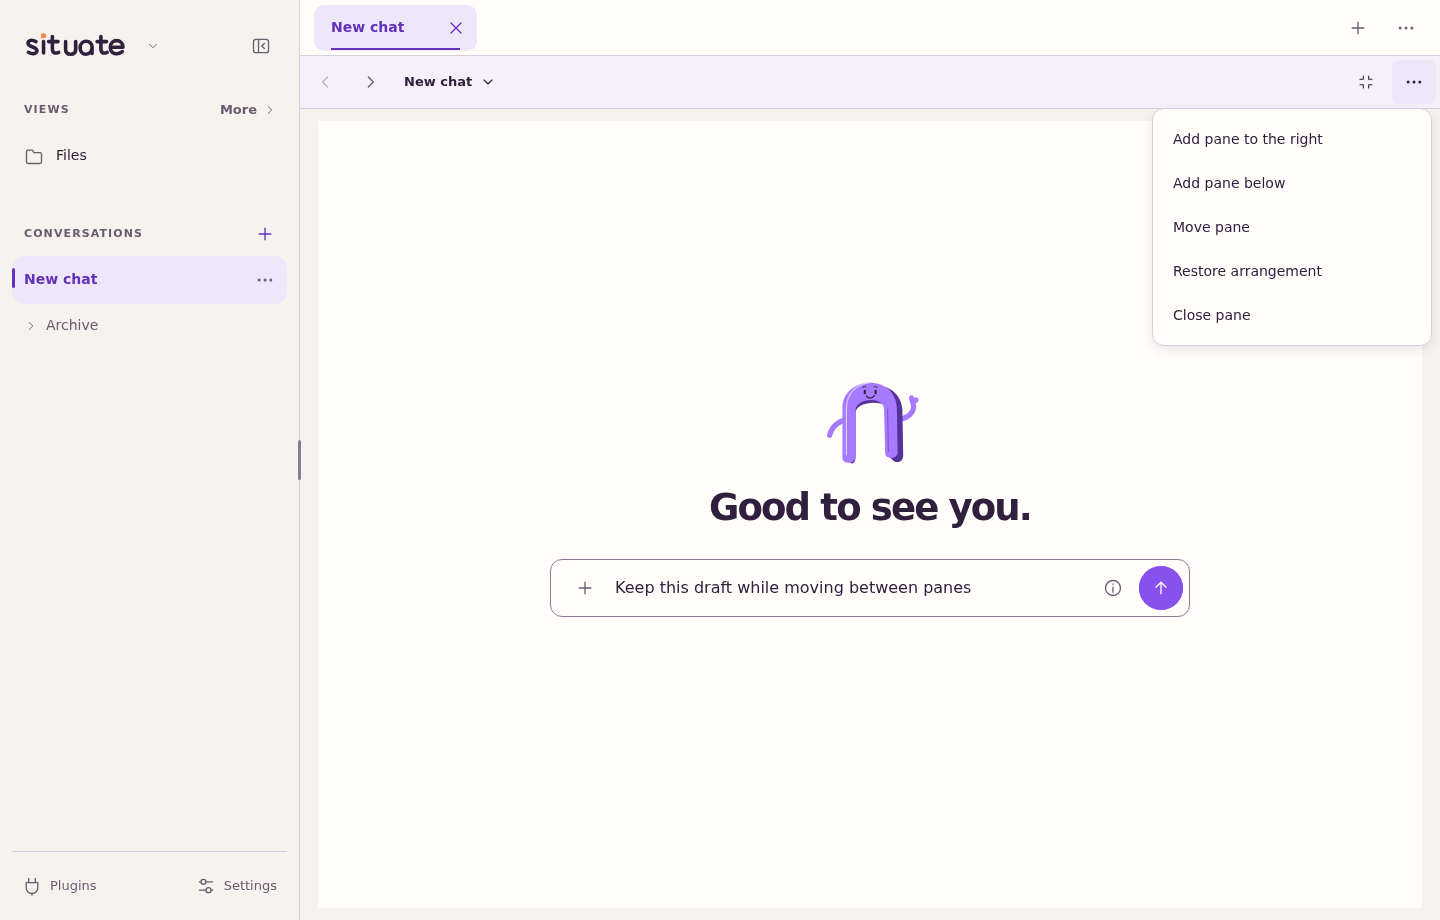 situate
New chat
VIEWS
More
New chat
Files
Add pane to the right
Add pane below
Move pane
Restore arrangement
Close pane
CONVERSATIONS
New chat
Archive
Good to see you.
Keep this draft while moving between panes
Plugins
Settings